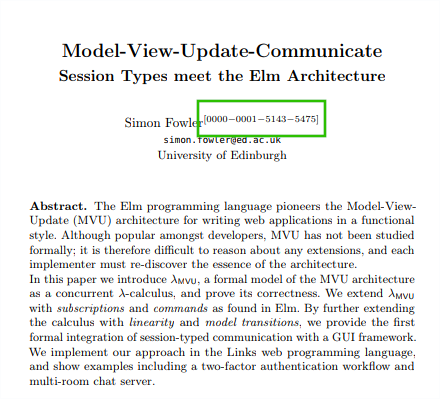 Model-View-Update-Communicate
Session Types meet the Elm Architecture
Simon Fowler[0000−0001−5143−5475]
simon.fowler@ed.ac.uk
University of Edinburgh
Abstract. The Elm programming language pioneers the Model-View-
Update (MVU) architecture for writing web applications in a functional
style. Although popular amongst developers, MVU has not been studied
formally; it is therefore difficult to reason about any extensions, and each
implementer must re-discover the essence of the architecture.
In this paper we introduce λMVU, a formal model of the MVU architecture
as a concurrent λ-calculus, and prove its correctness. We extend λMVU
with subscriptions and commands as found in Elm. By further extending
the calculus with linearity and model transitions, we provide the first
formal integration of session-typed communication with a GUI framework.
We implement our approach in the Links web programming language,
and show examples including a two-factor authentication workflow and
multi-room chat server.